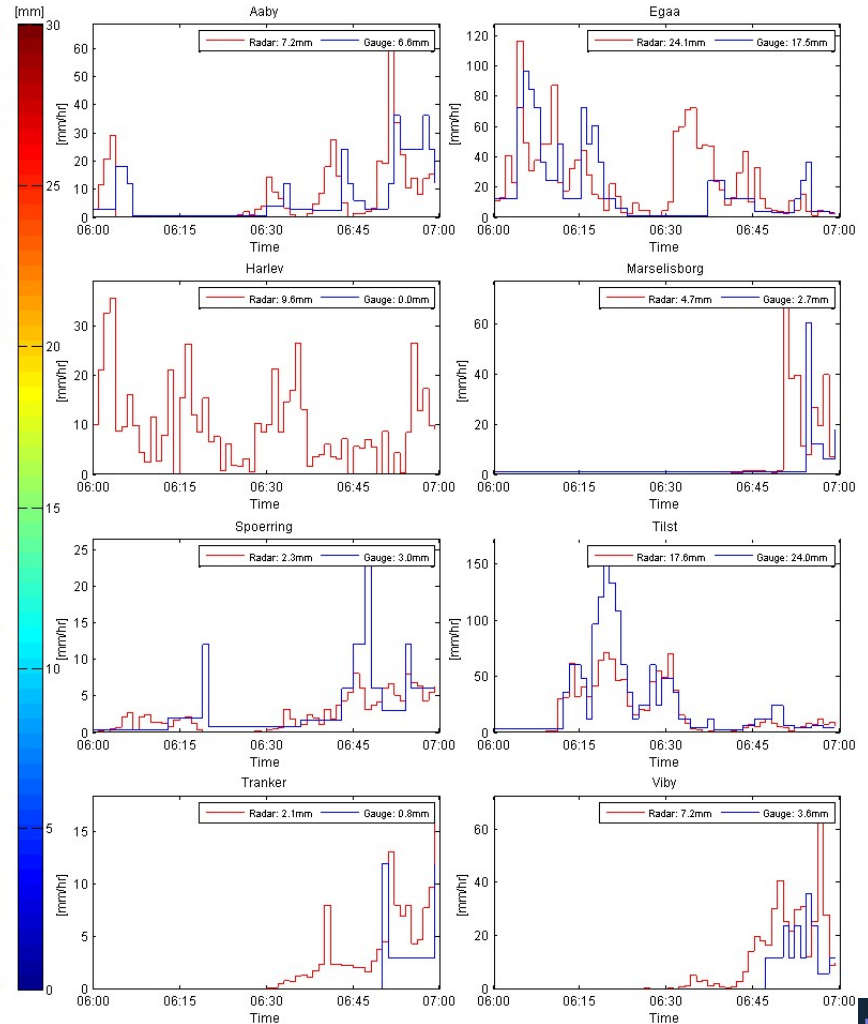 [mm]
30
25
20
15
10
5
0
Aaby
Radar: 7.2mm Gauge: 6.6mm
[mm/hr]
60
50
40
30
20
10
0
06:00 06:15 06:30 06:45 07:00
Time
Egaa
Radar: 24.1mm Gauge: 17.5mm
[mm/hr]
120
100
80
60
40
20
0
06:00 06:15 06:30 06:45 07:00
Time
Harlev
Radar: 9.6mm Gauge: 0.0mm
[mm/hr]
30
20
10
0
06:00 06:15 06:30 06:45 07:00
Time
Marselisborg
Radar: 4.7mm Gauge: 2.7mm
[mm/hr]
60
40
20
0
06:00 06:15 06:30 06:45 07:00
Time
Spoerring
Radar: 2.3mm Gauge: 3.0mm
[mm/hr]
25
20
15
10
5
0
06:00 06:15 06:30 06:45 07:00
Time
Tilst
Radar: 17.6mm Gauge: 24.0mm
[mm/hr]
150
100
50
0
06:00 06:15 06:30 06:45 07:00
Time
Tranker
Radar: 2.1mm Gauge: 0.8mm
[mm/hr]
15
10
5
0
06:00 06:15 06:30 06:45 07:00
Time
Viby
Radar: 7.2mm Gauge: 3.6mm
[mm/hr]
60
40
20
0
06:00 06:15 06:30 06:45 07:00
Time